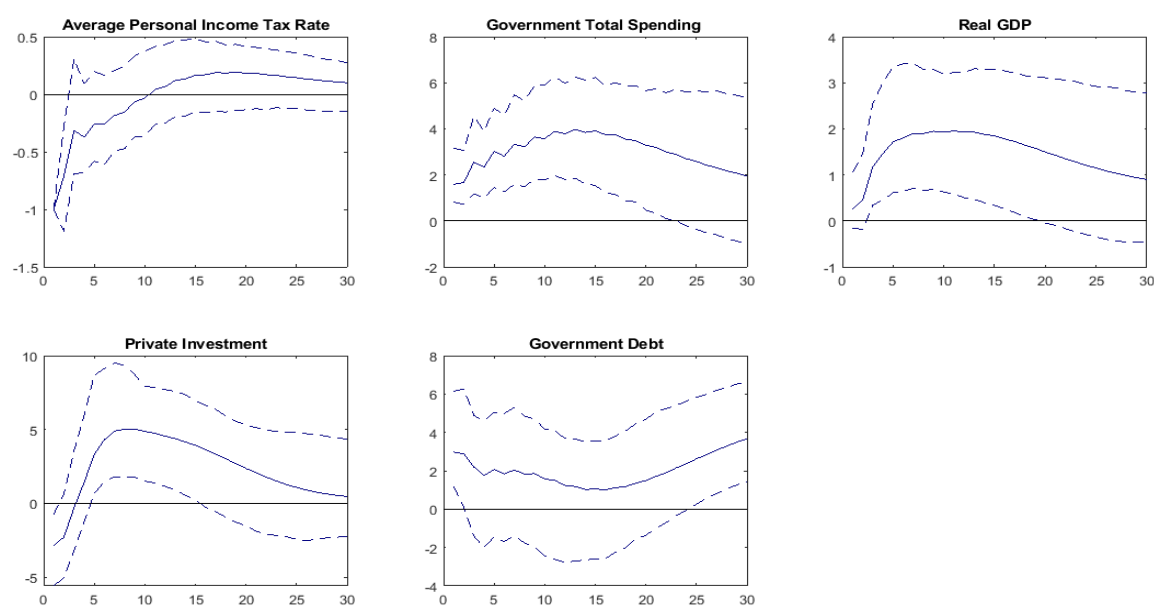 Average Personal Income Tax Rate
0.5
0
-0.5
-1
-1.5
0 5 10 15 20 25 30
Government Total Spending
8
6
4
2
0
-2
0 5 10 15 20 25 30
Real GDP
4
3
2
1
0
-1
0 5 10 15 20 25 30
Private Investment
10
5
0
-5
0 5 10 15 20 25 30
Government Debt
8
6
4
2
0
-2
-4
0 5 10 15 20 25 30